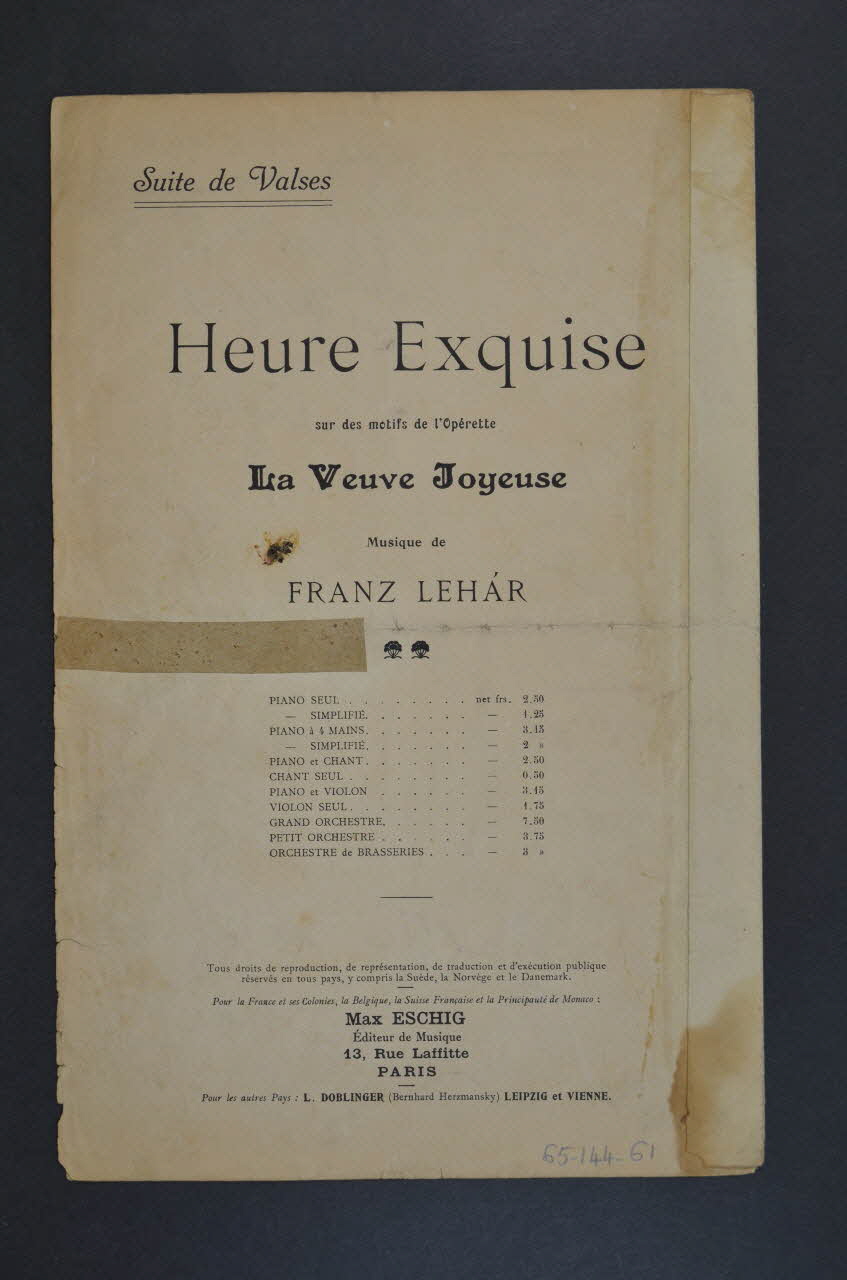 Suite de Valses
Heure Exquise
sur des motifs de l'Opérette
La Veuve Joyeuse
Musique de
FRANZ LEHÁR
PIANO SEUL . . . . . . . . net frs. 2.50
— SIMPLIFIÉ. . . . . . . — 1.25
PIANO à 4 MAINS. . . . . . . — 3.15
— SIMPLIFIÉ. . . . . . . — 2 »
PIANO et CHANT. . . . . . . — 2.50
CHANT SEUL . . . . . . . . — 0.50
PIANO et VIOLON . . . . . . — 3.15
VIOLON SEUL. . . . . . . . — 1.75
GRAND ORCHESTRE. . . . . . — 7.50
PETIT ORCHESTRE . . . . . . — 3.75
ORCHESTRE de BRASSERIES . . . — 3 »
Tous droits de reproduction, de représentation, de traduction et d'exécution publique
réservés en tous pays, y compris la Suède, la Norvège et le Danemark.
Pour la France et ses Colonies, la Belgique, la Suisse Française et la Principauté de Monaco :
Max ESCHIG
Éditeur de Musique
13, Rue Laffitte
PARIS
Pour les autres Pays : L. DOBLINGER (Bernhard Herzmansky) LEIPZIG et VIENNE.
65-144-61